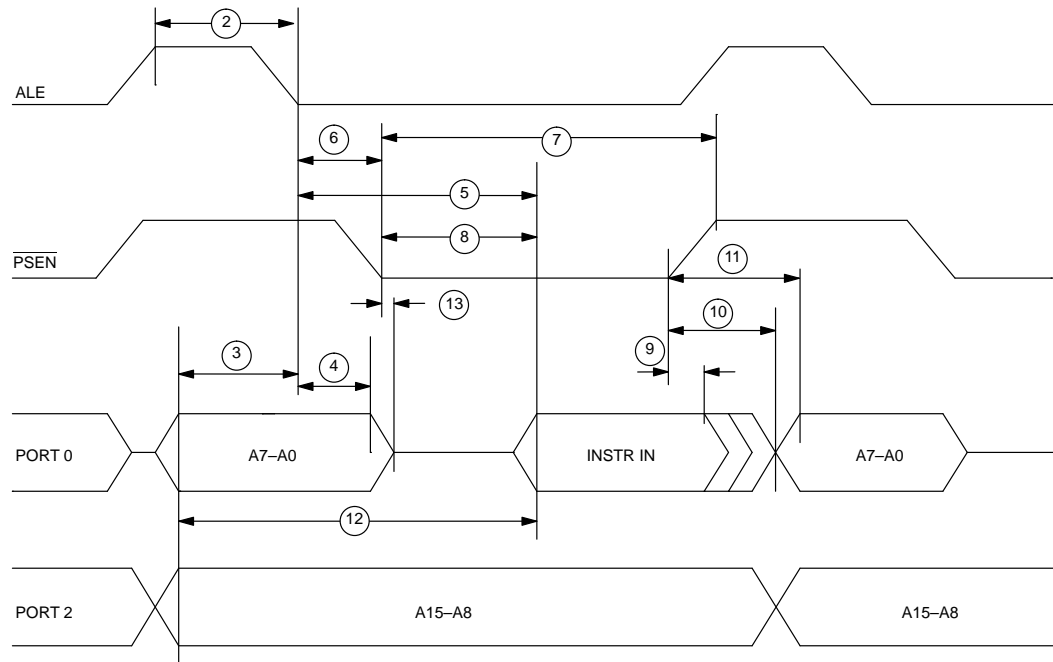 2
ALE
6
7
5
8
PSEN
11
13
10
3
4
9
PORT 0
A7–A0
INSTR IN
A7–A0
12
PORT 2
A15–A8
A15–A8